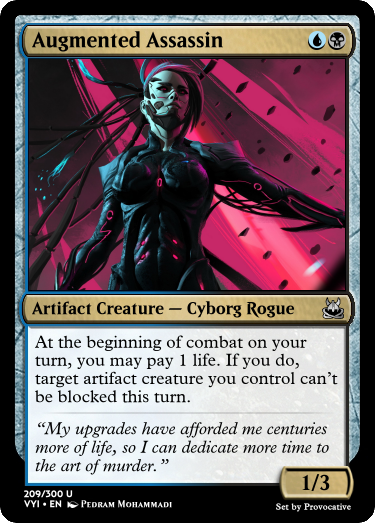 Augmented Assassin
Artifact Creature — Cyborg Rogue
At the beginning of combat on your
turn, you may pay 1 life. If you do,
target artifact creature you control can't
be blocked this turn.
“My upgrades have afforded me centuries
more of life, so I can dedicate more time to
the art of murder.”
1/3
209/300 U
VYI • EN Pedram Mohammadi
Set by Provocative